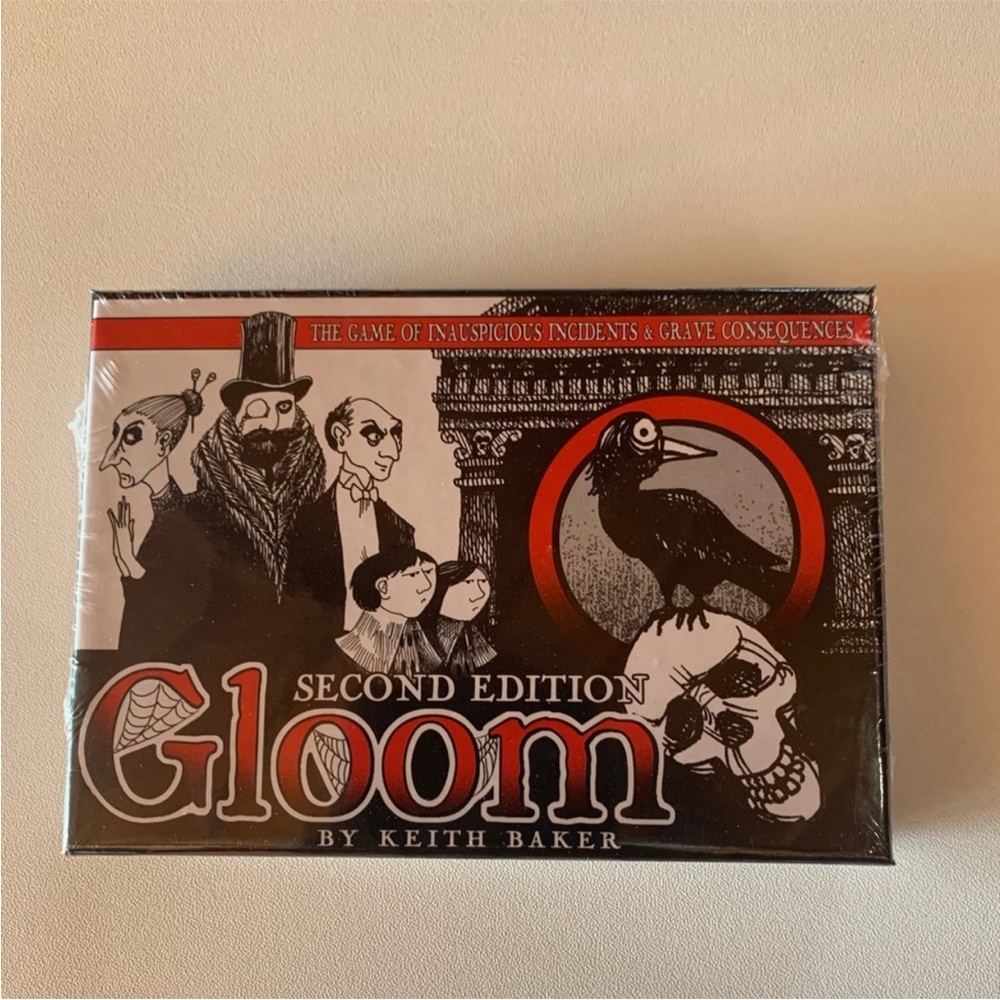 THE GAME OF INAUSPICIOUS INCIDENTS & GRAVE CONSEQUENCES
SECOND EDITION
Gloom
BY KEITH BAKER